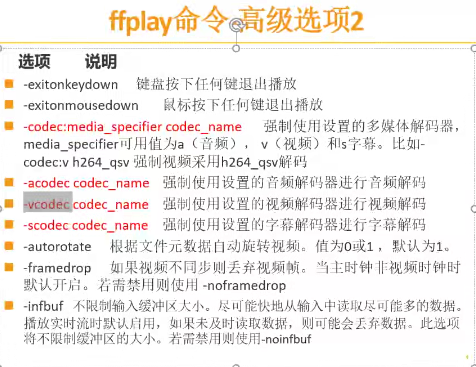 ffplay命令 高级选项2
选项 说明
-exitonkeydown 键盘按下任何键退出播放
-exitonmousedown 鼠标按下任何键退出播放
-codec:media_specifier codec_name 强制使用设置的多媒体解码器,
media_specifier可用值为a（音频）， v（视频）和s字幕。比如-
codec:v h264_qsv 强制视频采用h264_qsv解码
-acodec codec_name 强制使用设置的音频解码器进行音频解码
-vcodec codec_name 强制使用设置的视频解码器进行视频解码
-scodec codec_name 强制使用设置的字幕解码器进行字幕解码
-autorotate 根据文件元数据自动旋转视频。值为0或1 ，默认为1。
-framedrop 如果视频不同步则丢弃视频帧。当主时钟非视频时钟时
默认开启。若需禁用则使用 -noframedrop
-infbuf 不限制输入缓冲区大小。尽可能快地从输入中读取尽可能多的数据。
播放实时流时默认启用，如果未及时读取数据，则可能会丢弃数据。此选项
将不限制缓冲区的大小。若需禁用则使用-noinfbuf